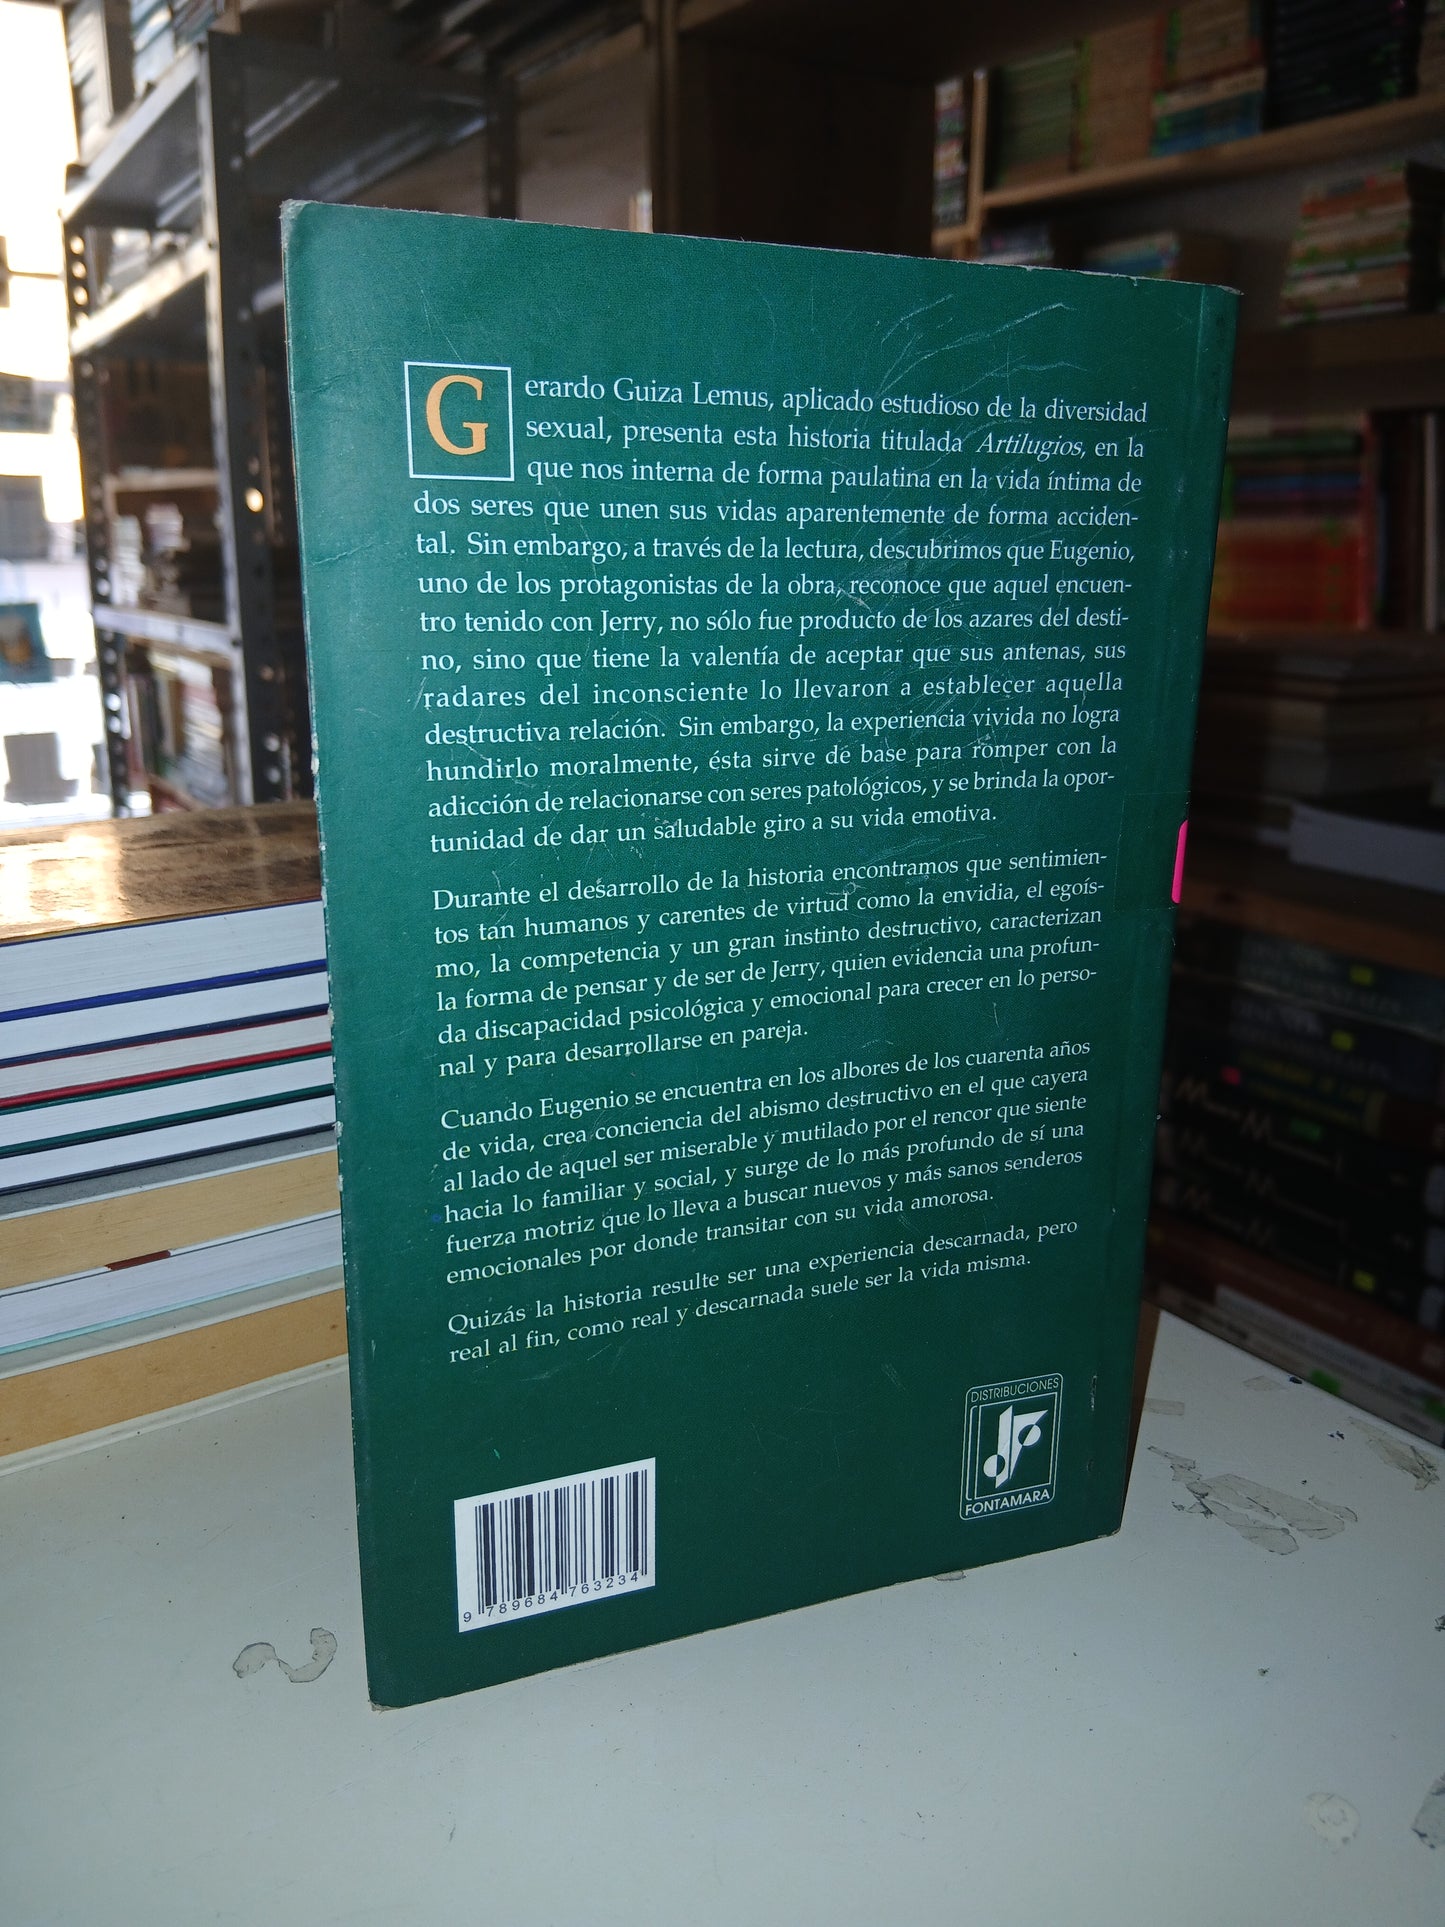 Gerardo Guiza Lemus, aplicado estudioso de la diversidad
sexual, presenta esta historia titulada Artilugios, en la
que nos interna de forma paulatina en la vida íntima de
dos seres que unen sus vidas aparentemente de forma acciden-
tal. Sin embargo, a través de la lectura, descubrimos que Eugenio,
uno de los protagonistas de la obra, reconoce que aquel encuen-
tro tenido con Jerry, no sólo fue producto de los azares del desti-
no, sino que tiene la valentía de aceptar que sus antenas, sus
radares del inconsciente lo llevaron a establecer aquella
destructiva relación. Sin embargo, la experiencia vivida no logra
hundirlo moralmente, ésta sirve de base para romper con la
adicción de relacionarse con seres patológicos, y se brinda la opor-
tunidad de dar un saludable giro a su vida emotiva.
Durante el desarrollo de la historia encontramos que sentimien-
tos tan humanos y carentes de virtud como la envidia, el egoís-
mo, la competencia y un gran instinto destructivo, caracterizan
la forma de pensar y de ser de Jerry, quien evidencia una profun-
da discapacidad psicológica y emocional para crecer en lo perso-
nal y para desarrollarse en pareja.
Cuando Eugenio se encuentra en los albores de los cuarenta años
de vida, crea conciencia del abismo destructivo en el que cayera
al lado de aquel ser miserable y mutilado por el rencor que siente
hacia lo familiar y social, y surge de lo más profundo de sí una
fuerza motriz que lo lleva a buscar nuevos y más sanos senderos
emocionales por donde transitar con su vida amorosa.
Quizás la historia resulte ser una experiencia descarnada, pero
real al fin, como real y descarnada suele ser la vida misma.
DISTRIBUCIONES
FONTAMARA
9 789684 763234